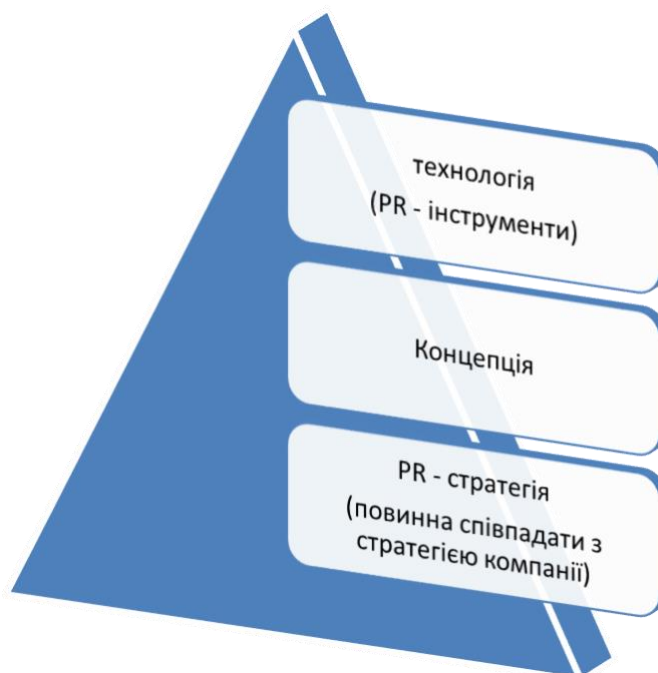 технологія
(PR - інструменти)
Концепція
PR - стратегія
(повинна співпадати з
стратегією компанії)